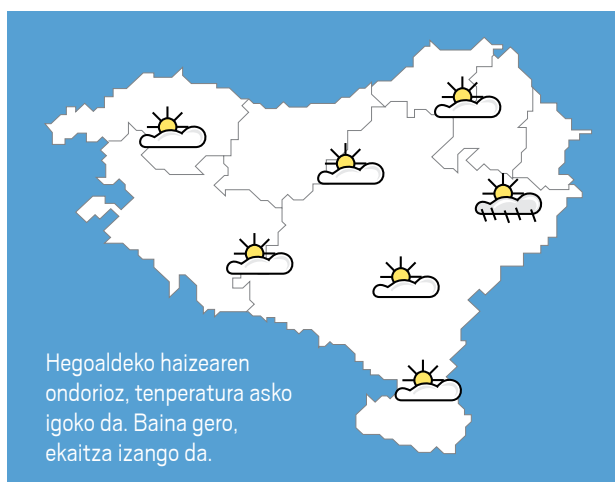 Hegoaldeko haizearen
ondorioz, tenperatura asko
igoko da. Baina gero,
ekaitza izango da.